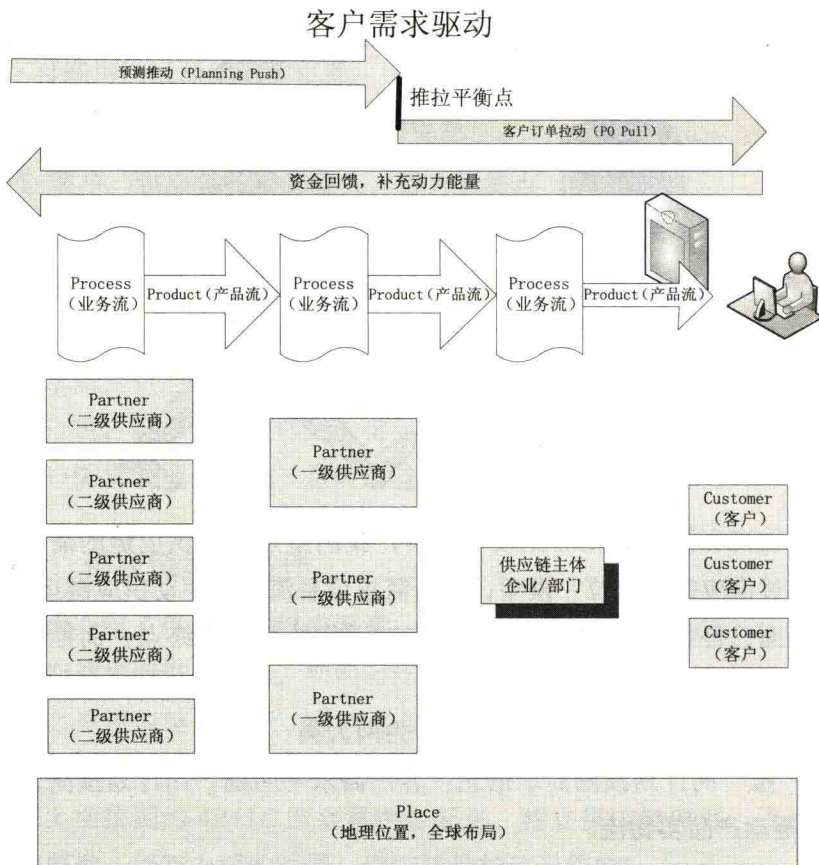 客户需求驱动
预测推动（Planning Push）
推拉平衡点
客户订单拉动（PO Pull）
资金回馈，补充动力能量
Process
（业务流）
Product(产品流)
Process
（业务流）
Product(产品流)
Process
（业务流）
Product(产品流)
Partner
（二级供应商）
Partner
（二级供应商）
Partner
（二级供应商）
Partner
（二级供应商）
Partner
（二级供应商）
Partner
（一级供应商）
Partner
（一级供应商）
Partner
（一级供应商）
供应链主体
企业/部门
Customer
（客户）
Customer
（客户）
Customer
（客户）
Place
（地理位置，全球布局）